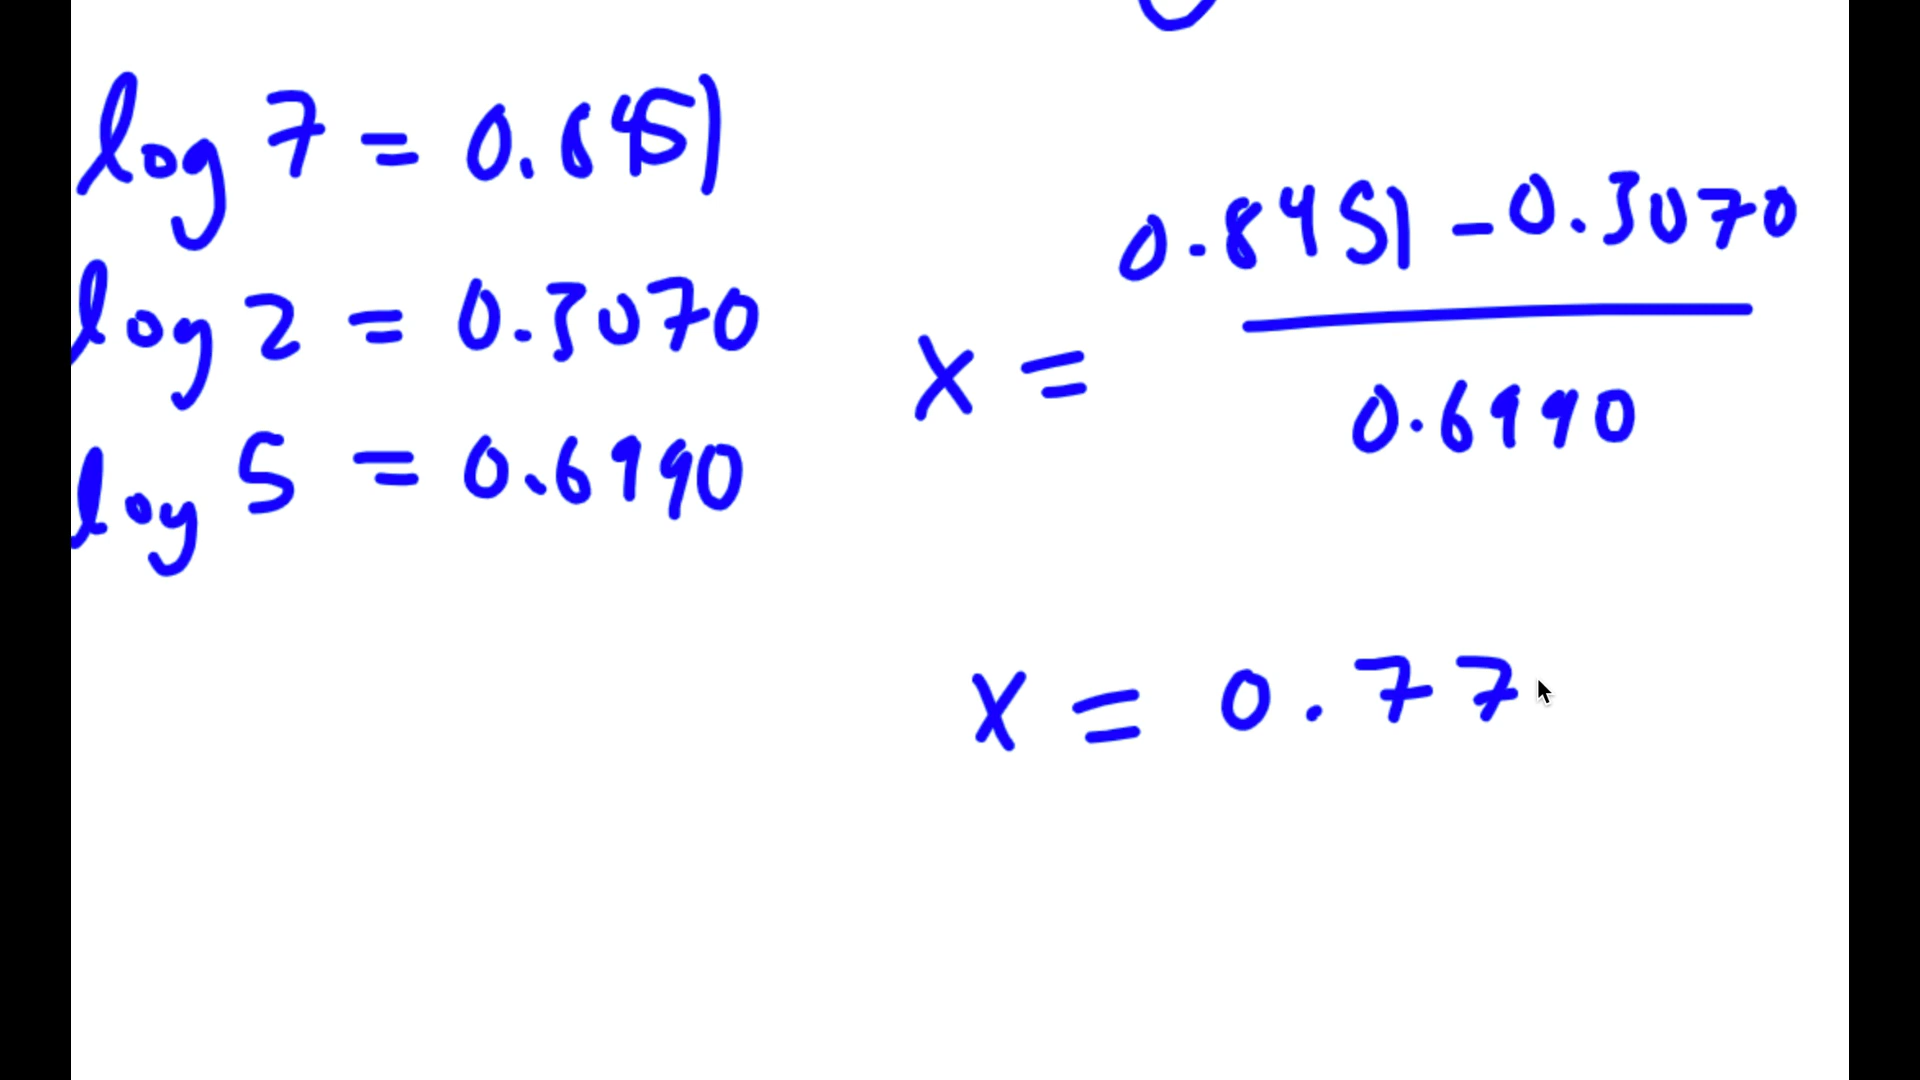 log 7 = 0.8451
log 2 = 0.3070
log 5 = 0.6990
x = (0.8451 - 0.3070) / 0.6990
x = 0.77